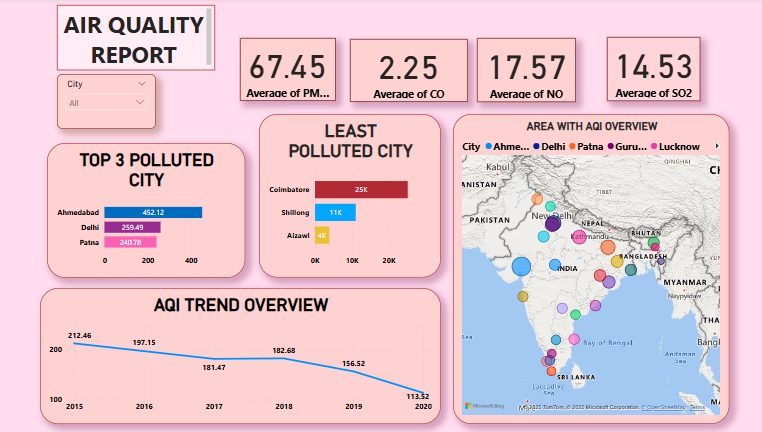 AIR QUALITY
REPORT
City
All
67.45
Average of PM...
2.25
Average of CO
17.57
Average of NO
14.53
Average of SO2
TOP 3 POLLUTED
CITY
Ahmedabad
452.12
Delhi
259.49
Patna
240.78
0
200
400
LEAST
POLLUTED CITY
Coimbatore
25K
Shillong
11K
Aizawl
4K
0K
10K
20K
AREA WITH AQI OVERVIEW
City Ahme... Delhi Patna Guru... Lucknow
Kabul
QINGHAI
CH
ANISTAN
TIBET
PAKISTAN
New Delhi
NEPAL
Kathmandu
BHUTAN
BANGLADESH
INDIA
MYANMAR
Naypyidaw
THA
Bangk
Sea
Bay of Bengal
Andaman
Sea
SRI LANKA
Laccadive
Sea
Microsoft Bing
© 2025 TomTom, © 2025 Microsoft Corporation, © OpenStreetMap Terms
AQI TREND OVERVIEW
200
100
212.46
197.15
181.47
182.68
156.52
113.52
2015
2016
2017
2018
2019
2020